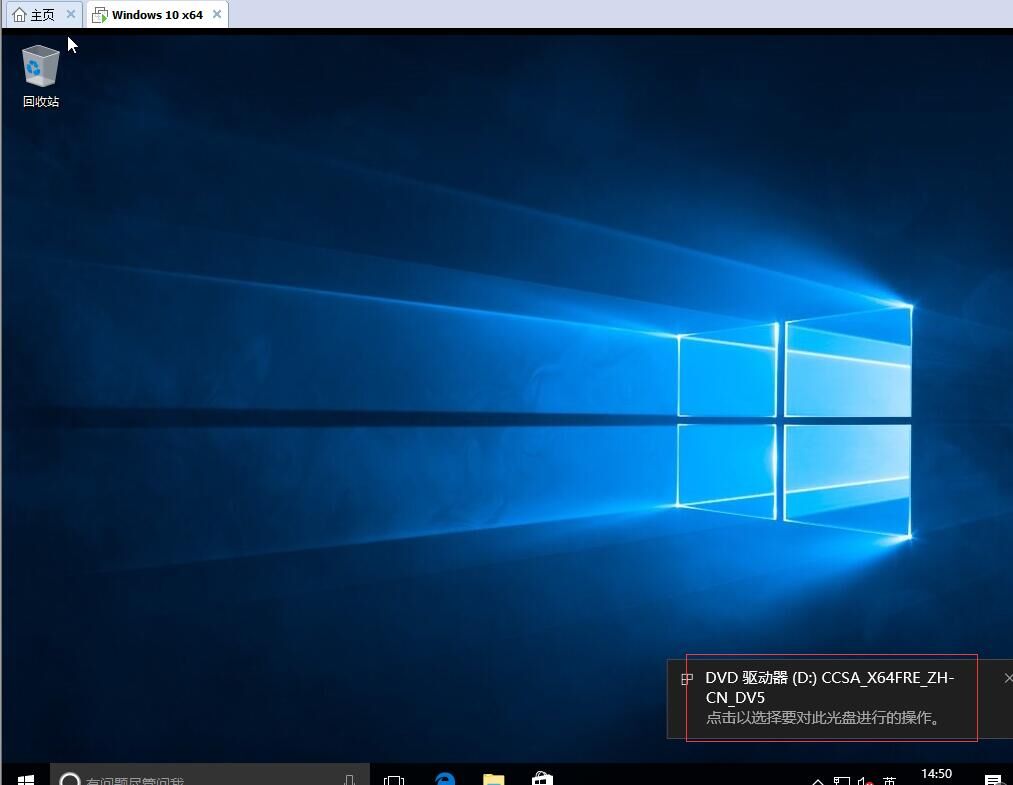 主页
Windows 10 x64
回收站
DVD 驱动器 (D:) CCSA_X64FRE_ZH-
CN_DV5
点击以选择要对此光盘进行的操作。
有问题尽管问我
英
14:50